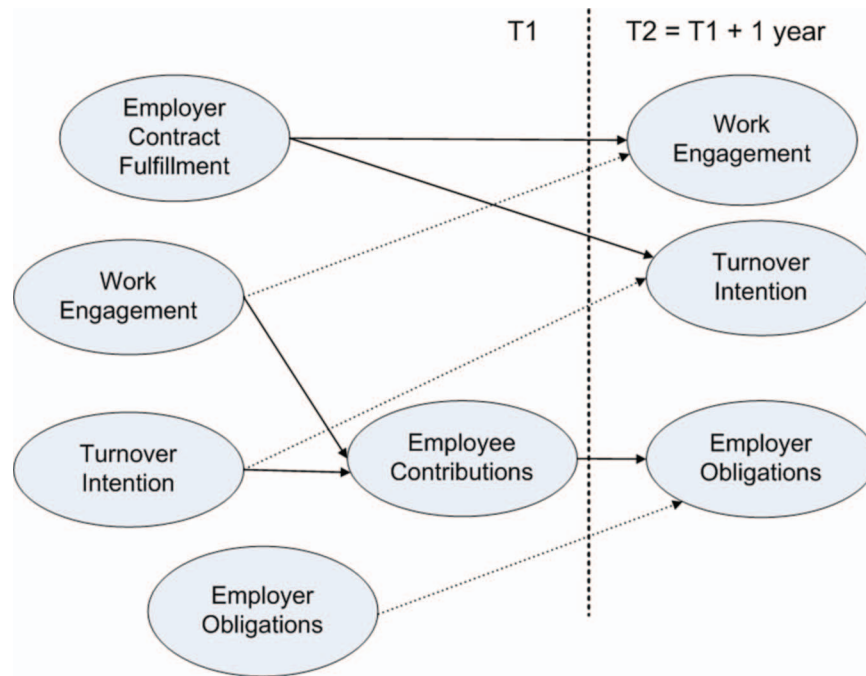 T1
T2 = T1 + 1 year
Employer
Contract
Fulfillment
Work
Engagement
Work
Engagement
Turnover
Intention
Turnover
Intention
Employee
Contributions
Employer
Obligations
Employer
Obligations